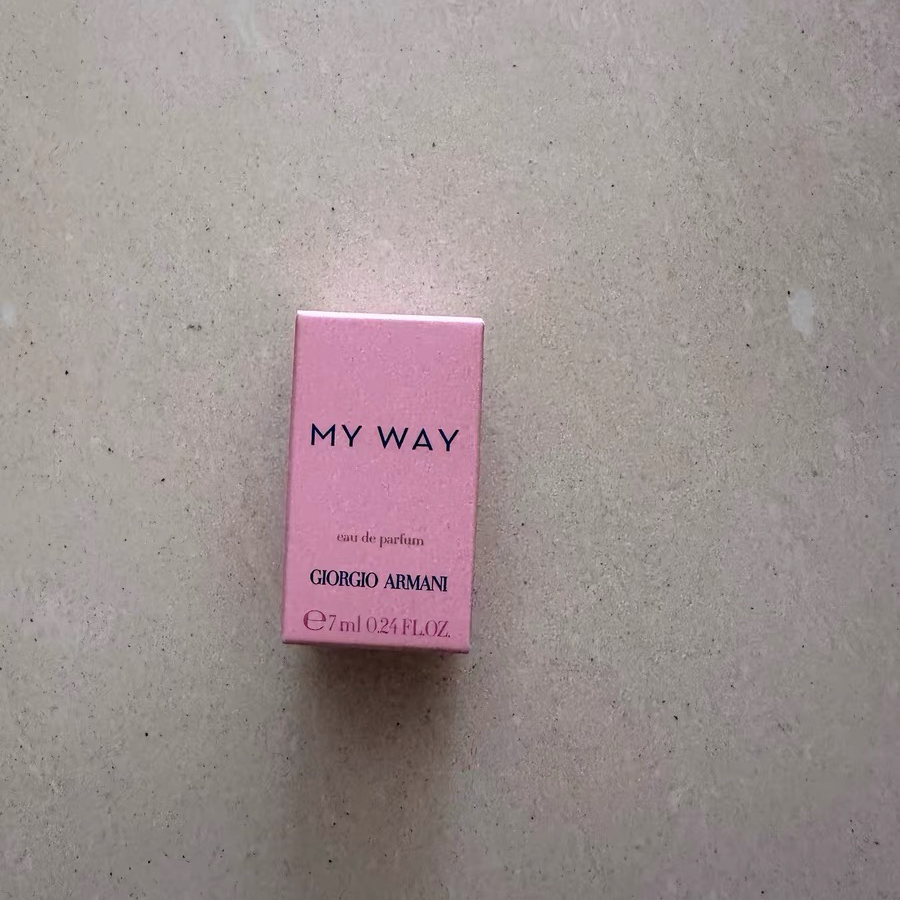 MY WAY
eau de parfum
GIORGIO ARMANI
℮7 ml 0.24 FL.OZ.